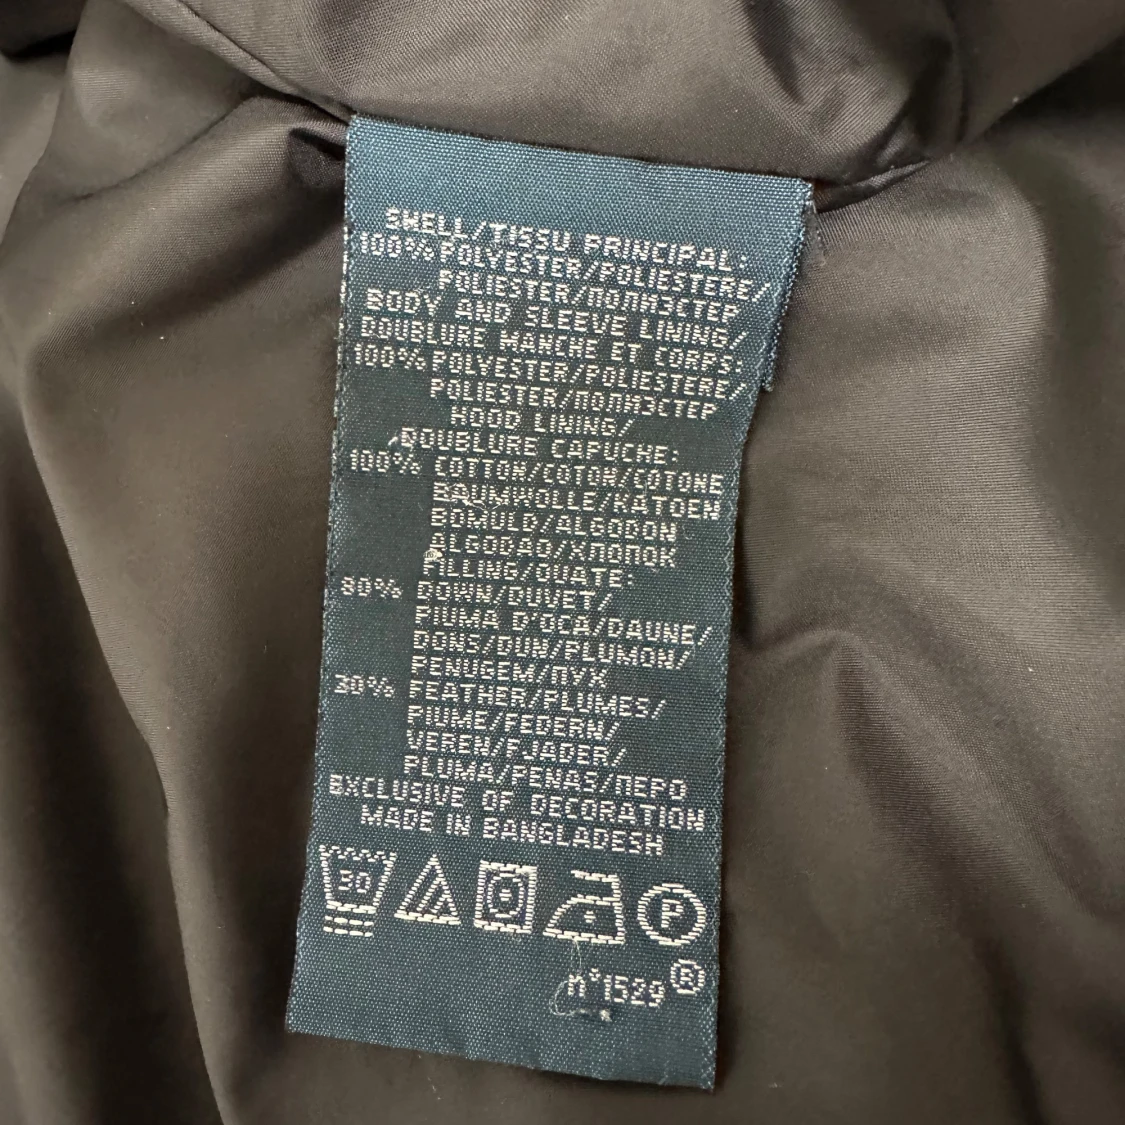 SHELL/TISSU PRINCIPAL:
100% POLYESTER/POLIESTERE/
POLIESTER/ПОЛИЭСТЕР
BODY AND SLEEVE LINING/
DOUBLURE MANCHE ET CORPS:
100% POLYESTER/POLIESTERE/
POLIESTER/ПОЛИЭСТЕР
HOOD LINING/
DOUBLURE CAPUCHE:
100% COTTON/COTON/COTONE
BAUMWOLLE/KATOEN
BOMULD/ALGODON
ALGODAO/ХЛОПОК
FILLING/OUATE:
80% DOWN/DUVET/
PIUMA D'OCA/DAUNE/
DONS/DUN/PLUMON/
PENUGEM/ПУХ
FEATHER/PLUMES/
PIUME/FEDERN/
VEREN/FJADER/
PLUMA/PENAS/ПЕРО
EXCLUSIVE OF DECORATION
MADE IN BANGLADESH
30 P
n°1529®